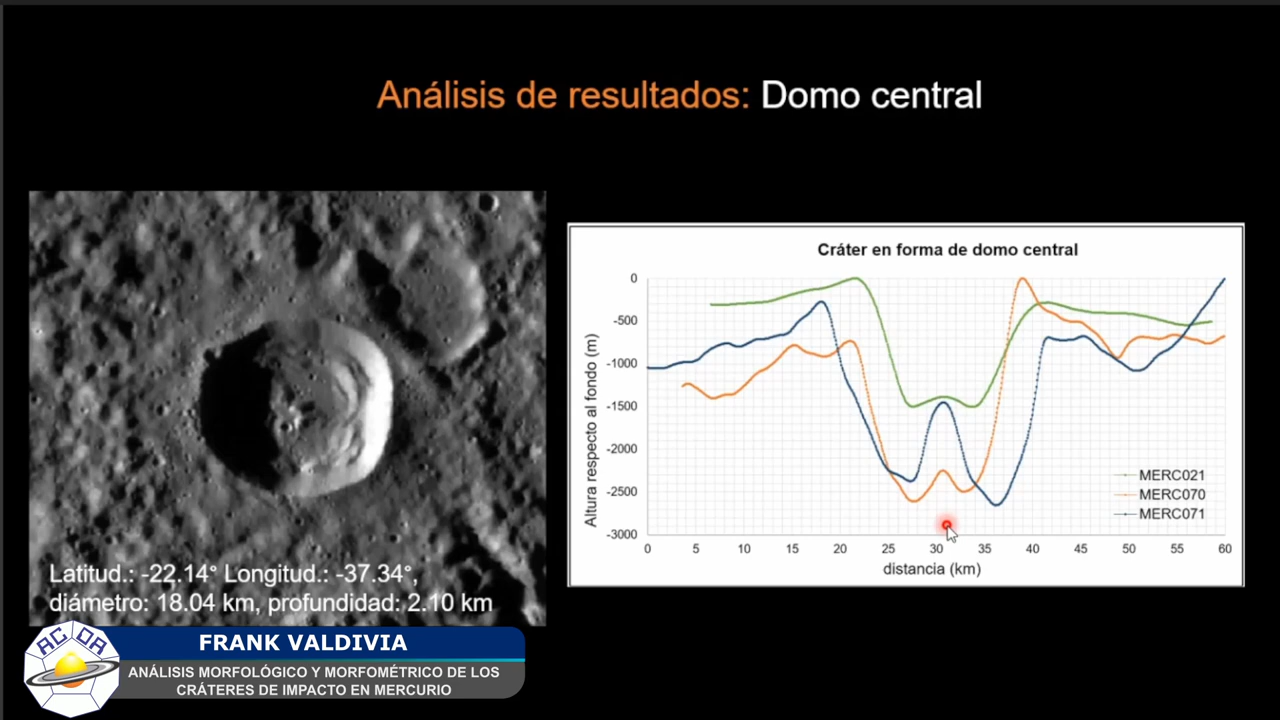 Análisis de resultados: Domo central
Latitud.: -22.14° Longitud.: -37.34°,
diámetro: 18.04 km, profundidad: 2.10 km
Cráter en forma de domo central
Altura respecto al fondo (m)
0
-500
-1000
-1500
-2000
-2500
-3000
MERC021
MERC070
MERC071
0 5 10 15 20 25 30 35 40 45 50 55 60
distancia (km)
ACDA
FRANK VALDIVIA
ANÁLISIS MORFOLÓGICO Y MORFOMÉTRICO DE LOS
CRÁTERES DE IMPACTO EN MERCURIO